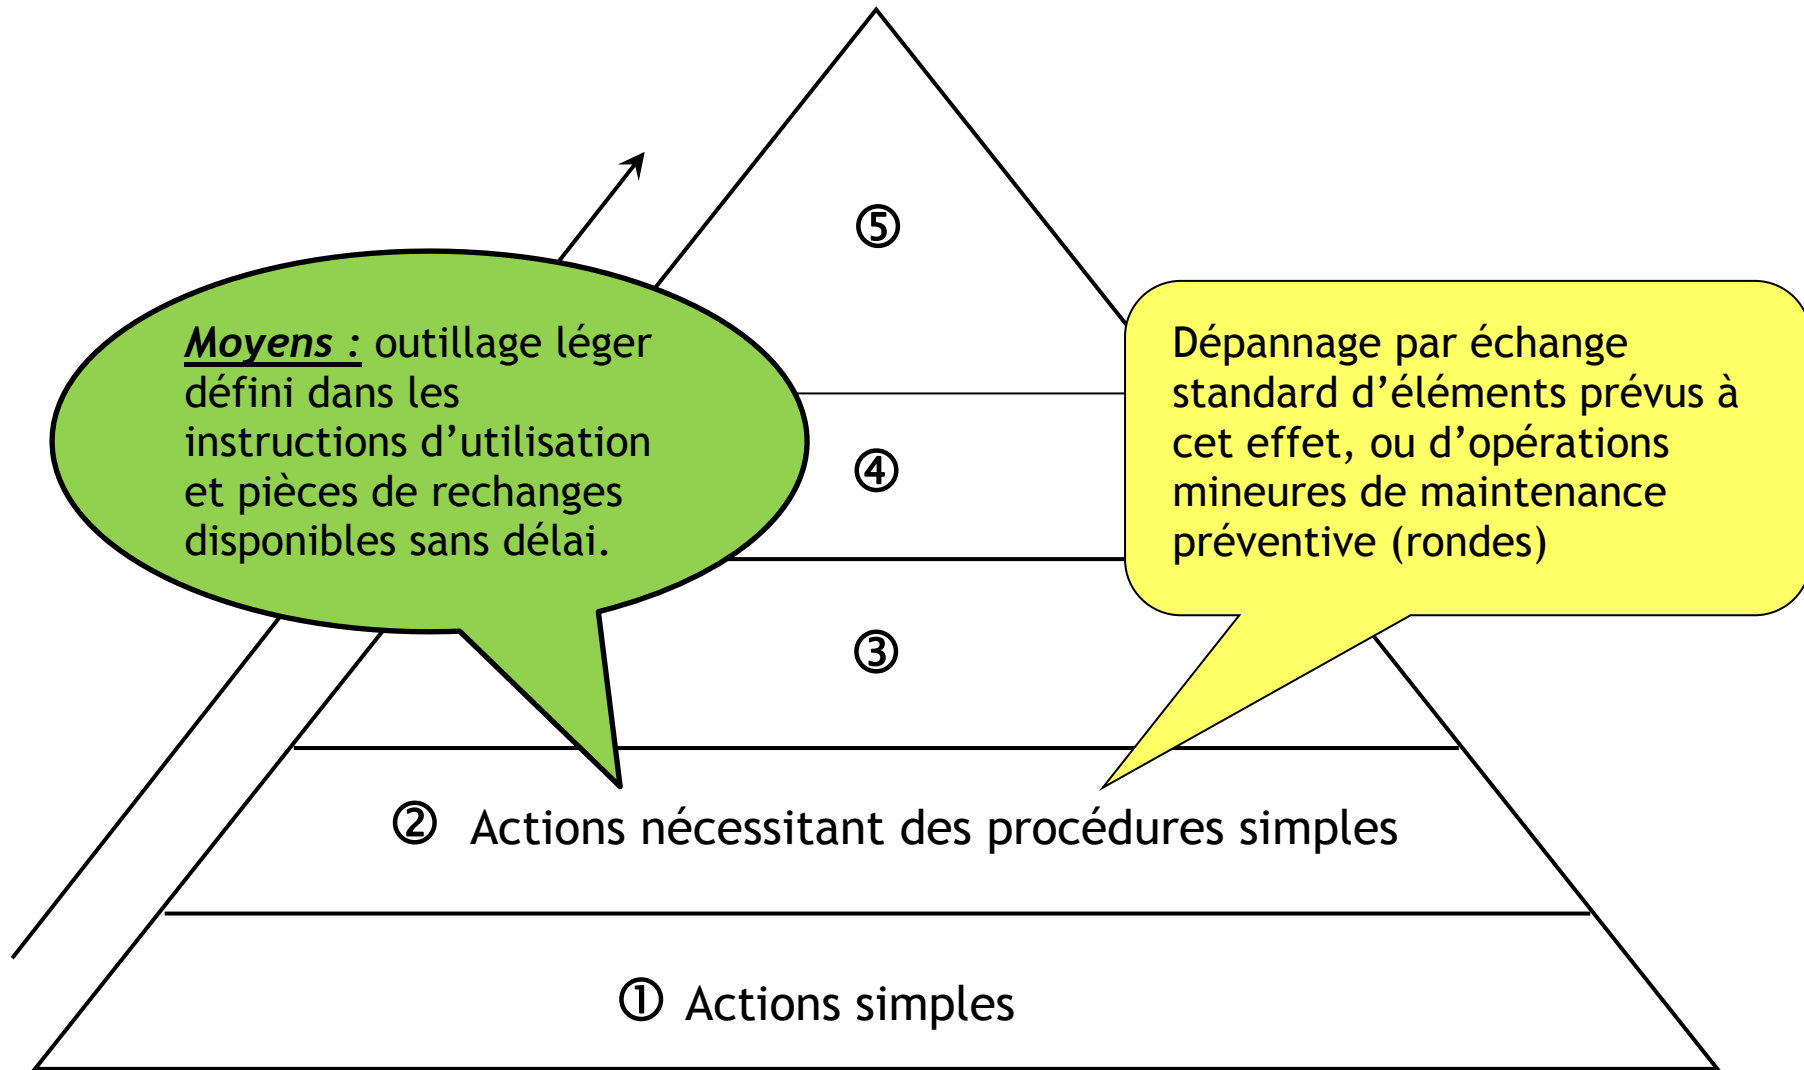 ⑤
Moyens : outillage léger
défini dans les
instructions d’utilisation
et pièces de rechanges
disponibles sans délai.
Dépannage par échange
standard d’éléments prévus à
cet effet, ou d’opérations
mineures de maintenance
préventive (rondes)
④
③
② Actions nécessitant des procédures simples
① Actions simples